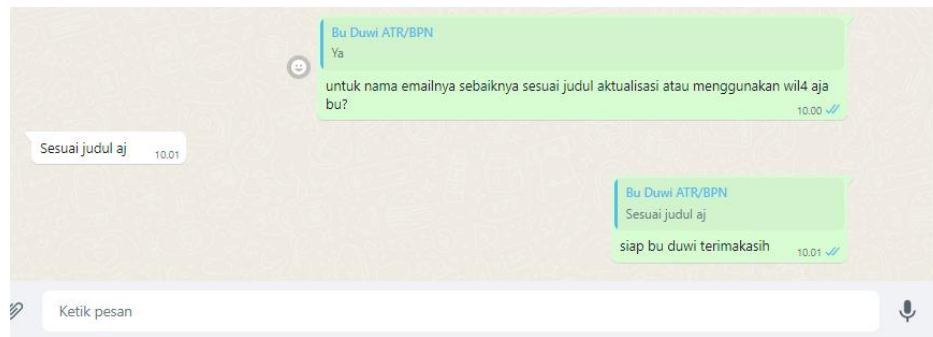 Bu Duwi ATR/BPN
Ya
untuk nama emailnya sebaiknya sesuai judul aktualisasi atau menggunakan wil4 aja
bu?
10.00
Sesuai judul aj
10.01
Bu Duwi ATR/BPN
Sesuai judul aj
siap bu duwi terimakasih
10.01
Ketik pesan